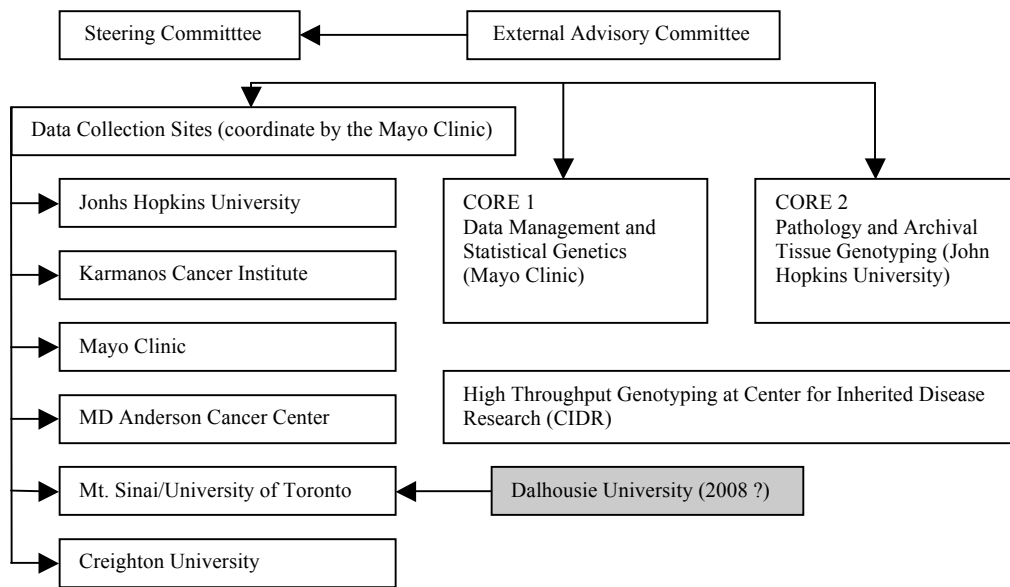 Steering Committtee
External Advisory Committee
Data Collection Sites (coordinate by the Mayo Clinic)
Jonhs Hopkins University
Karmanos Cancer Institute
Mayo Clinic
MD Anderson Cancer Center
Mt. Sinai/University of Toronto
Creighton University
CORE 1
Data Management and
Statistical Genetics
(Mayo Clinic)
CORE 2
Pathology and Archival
Tissue Genotyping (John
Hopkins University)
High Throughput Genotyping at Center for Inherited Disease
Research (CIDR)
Dalhousie University (2008 ?)